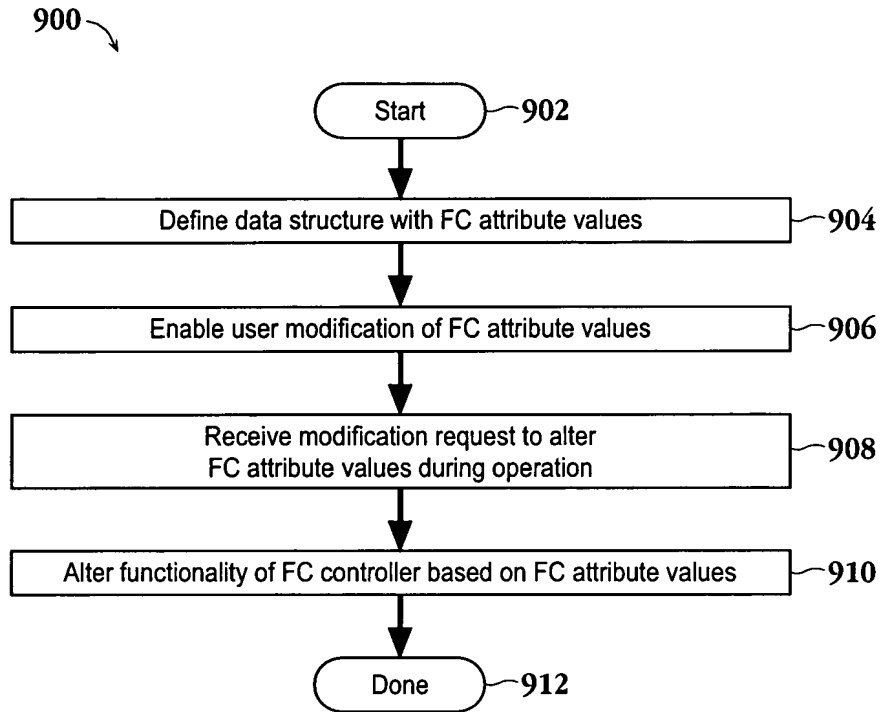 900
Start
902
Define data structure with FC attribute values
904
Enable user modification of FC attribute values
906
Receive modification request to alter
FC attribute values during operation
908
Alter functionality of FC controller based on FC attribute values
910
Done
912